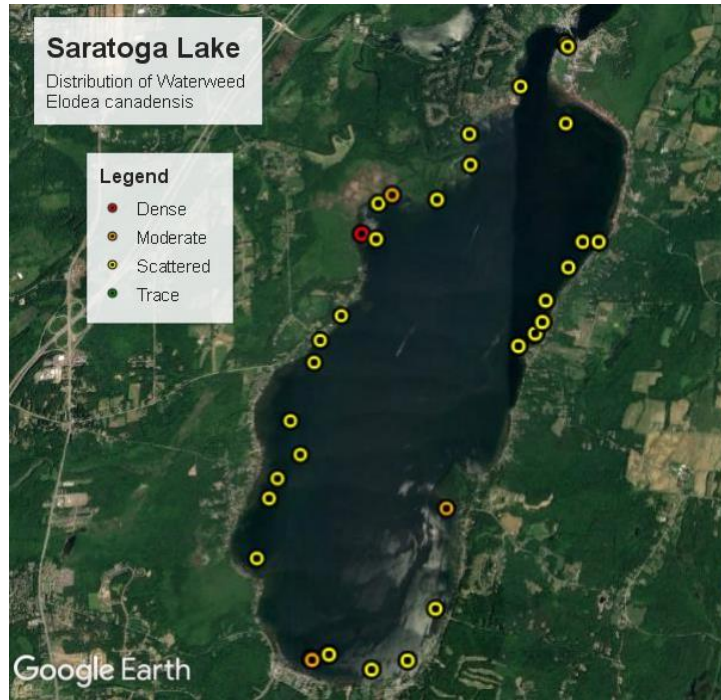 Saratoga Lake
Distribution of Waterweed
Elodea canadensis
Legend
Dense
Moderate
Scattered
Trace
Google Earth